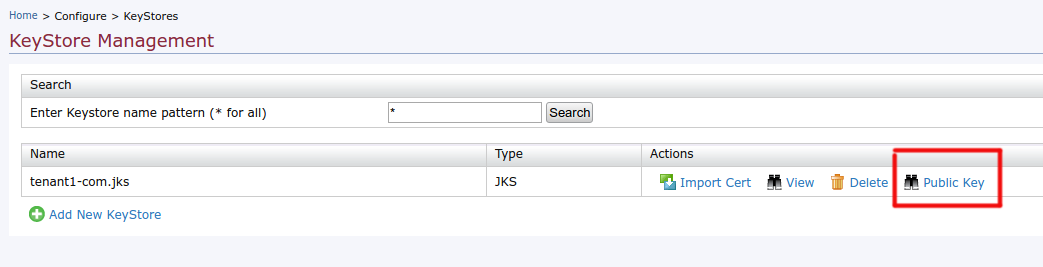 Home > Configure > KeyStores
KeyStore Management
Search
Enter Keystore name pattern (* for all) * Search
Name Type Actions
tenant1-com.jks JKS Import Cert View Delete Public Key
Add New KeyStore